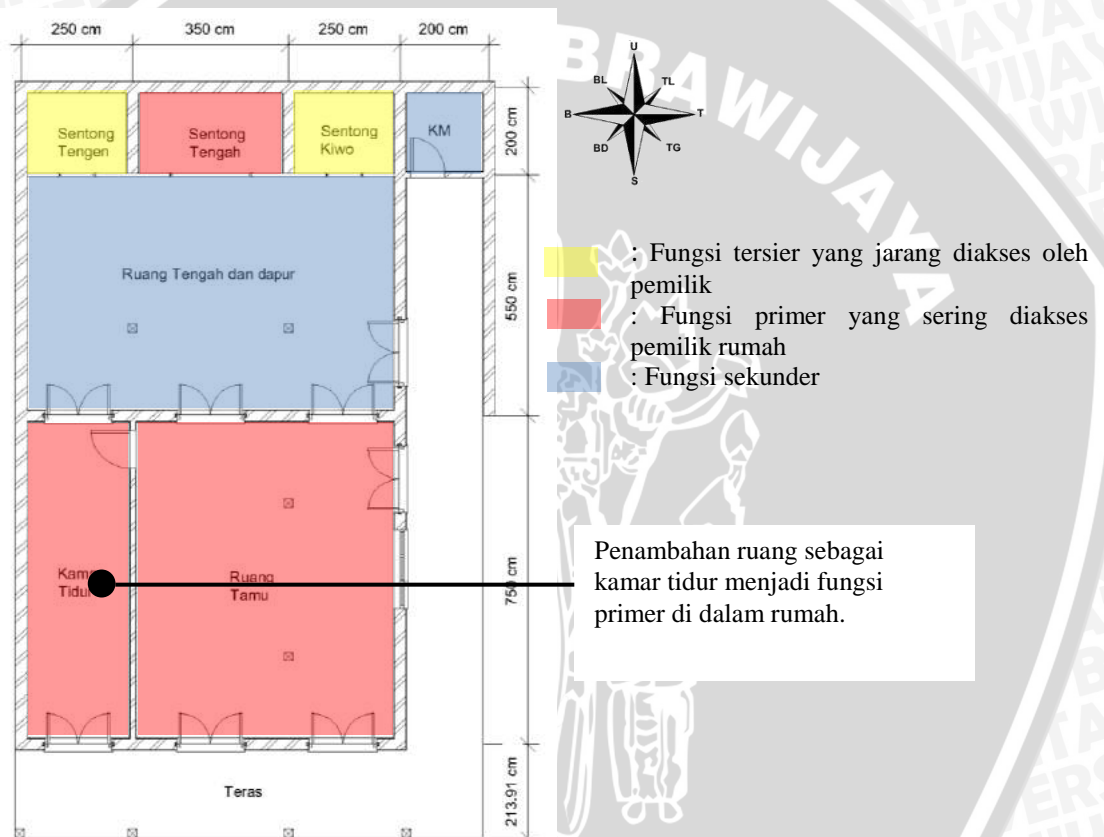 250 cm 350 cm 250 cm 200 cm
BRAWIJAYA
U
BL TL
B T
BD TG
S
Sentong
Tengen
Sentong
Tengah
Sentong
Kiwo
KM
200 cm
Ruang Tengah dan dapur
550 cm
: Fungsi tersier yang jarang diakses oleh
pemilik
: Fungsi primer yang sering diakses
pemilik rumah
: Fungsi sekunder
Kamar
Tidur
Ruang
Tamu
750 cm
Penambahan ruang sebagai
kamar tidur menjadi fungsi
primer di dalam rumah.
Teras
213.91 cm